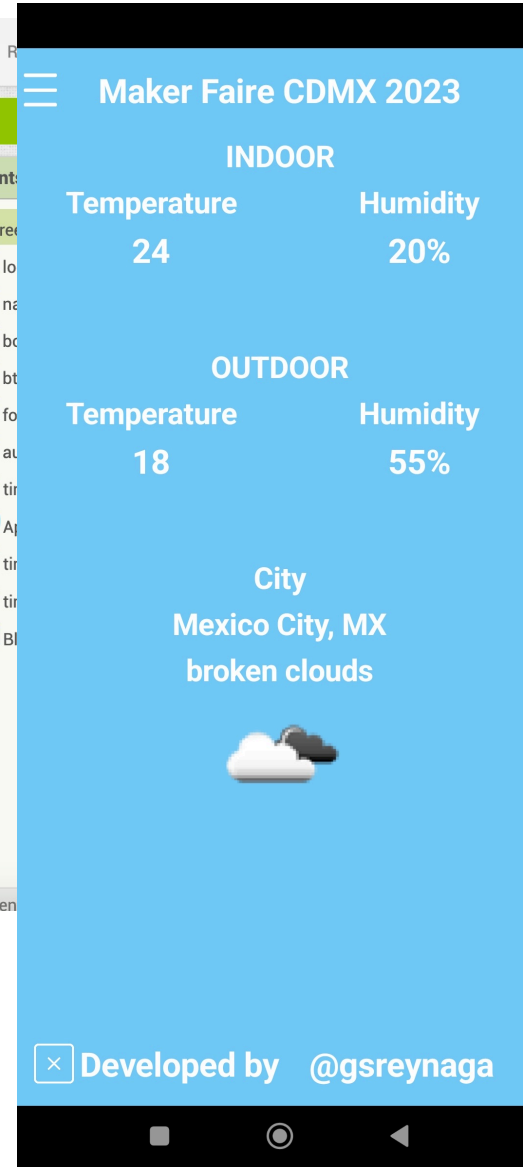 Maker Faire CDMX 2023
INDOOR
Temperature Humidity
24 20%
OUTDOOR
Temperature Humidity
18 55%
City
Mexico City, MX
broken clouds
Developed by @gsreynaga